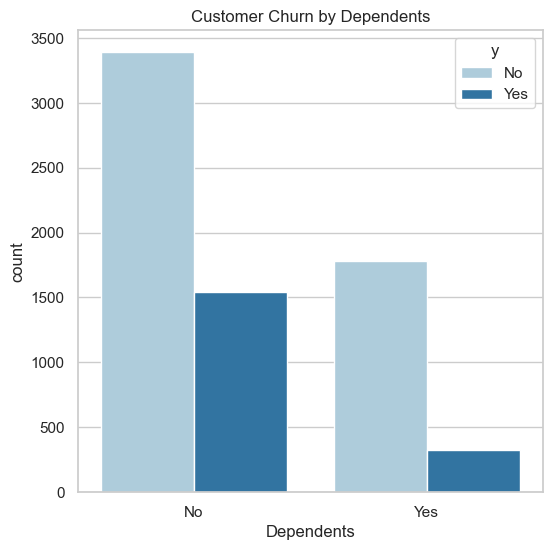 Customer Churn by Dependents
y
No
Yes
count
3500
3000
2500
2000
1500
1000
500
0
No Yes
Dependents